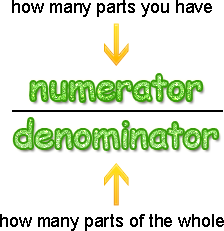 how many parts you have
numerator
denominator
how many parts of the whole